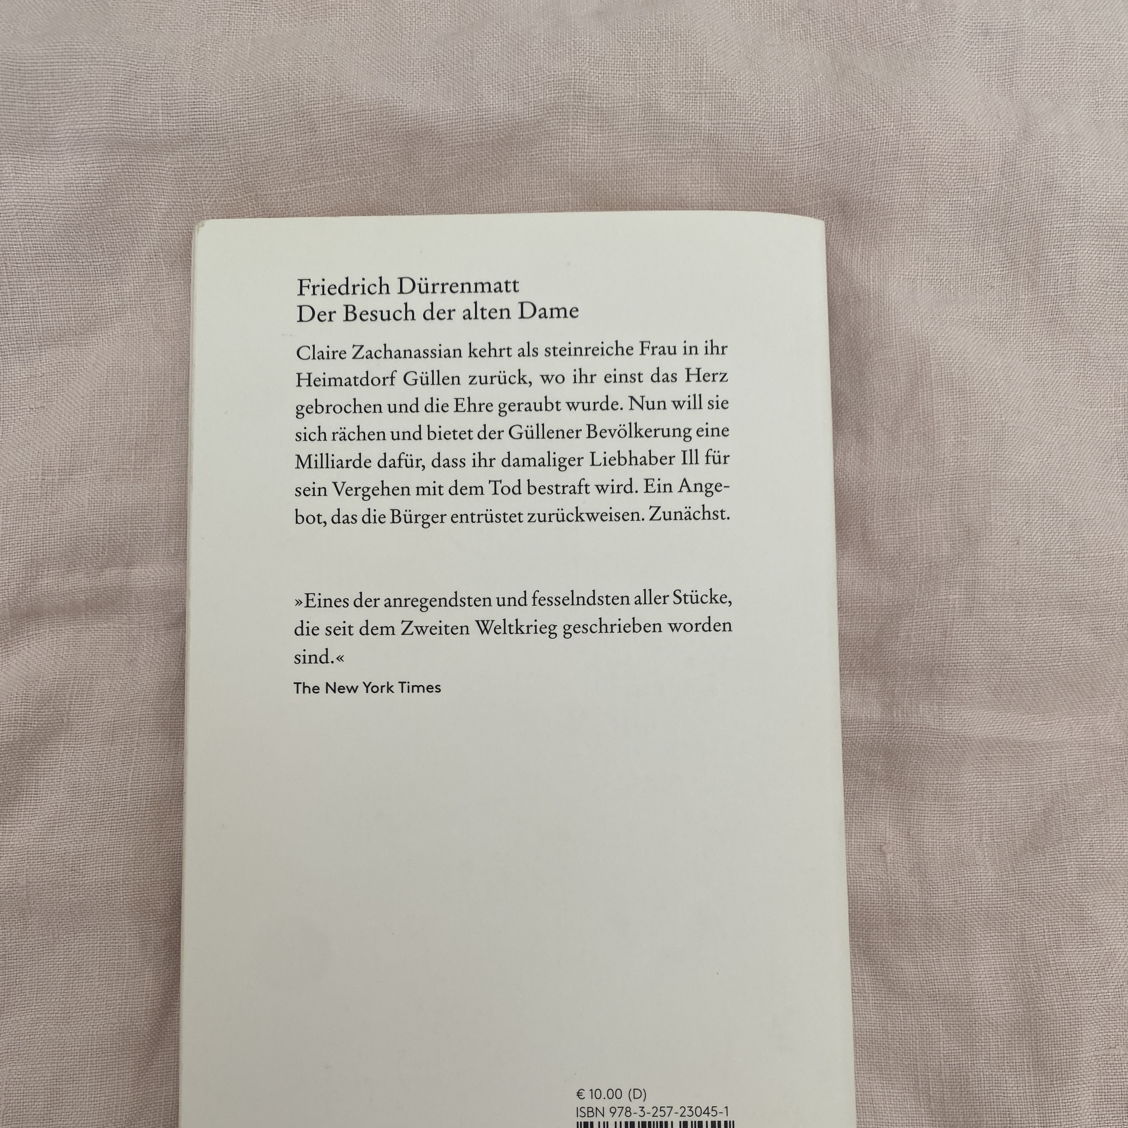 Friedrich Dürrenmatt
Der Besuch der alten Dame
Claire Zachanassian kehrt als steinreiche Frau in ihr
Heimatdorf Güllen zurück, wo ihr einst das Herz
gebrochen und die Ehre geraubt wurde. Nun will sie
sich rächen und bietet der Güllener Bevölkerung eine
Milliarde dafür, dass ihr damaliger Liebhaber Ill für
sein Vergehen mit dem Tod bestraft wird. Ein Ange-
bot, das die Bürger entrüstet zurückweisen. Zunächst.
»Eines der anregendsten und fesselndsten aller Stücke,
die seit dem Zweiten Weltkrieg geschrieben worden
sind.«
The New York Times
€ 10.00 (D)
ISBN 978-3-257-23045-1